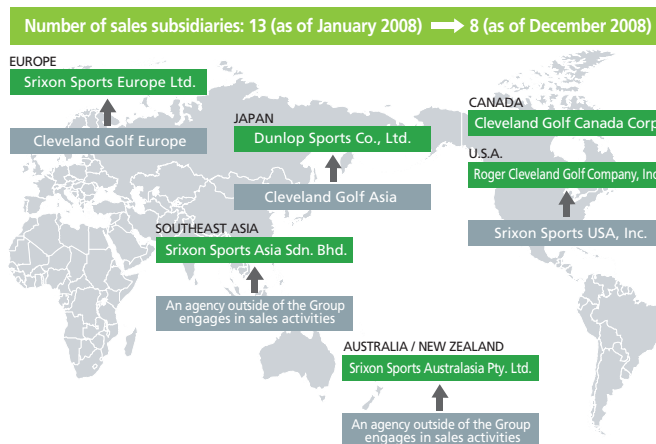 Number of sales subsidiaries: 13 (as of January 2008) → 8 (as of December 2008)
EUROPE
Srixon Sports Europe Ltd.
Cleveland Golf Europe
JAPAN
Dunlop Sports Co., Ltd.
Cleveland Golf Asia
CANADA
Cleveland Golf Canada Corp
U.S.A.
Roger Cleveland Golf Company, Inc
Srixon Sports USA, Inc.
SOUTHEAST ASIA
Srixon Sports Asia Sdn. Bhd.
An agency outside of the Group
engages in sales activities
AUSTRALIA / NEW ZEALAND
Srixon Sports Australasia Pty. Ltd.
An agency outside of the Group
engages in sales activities